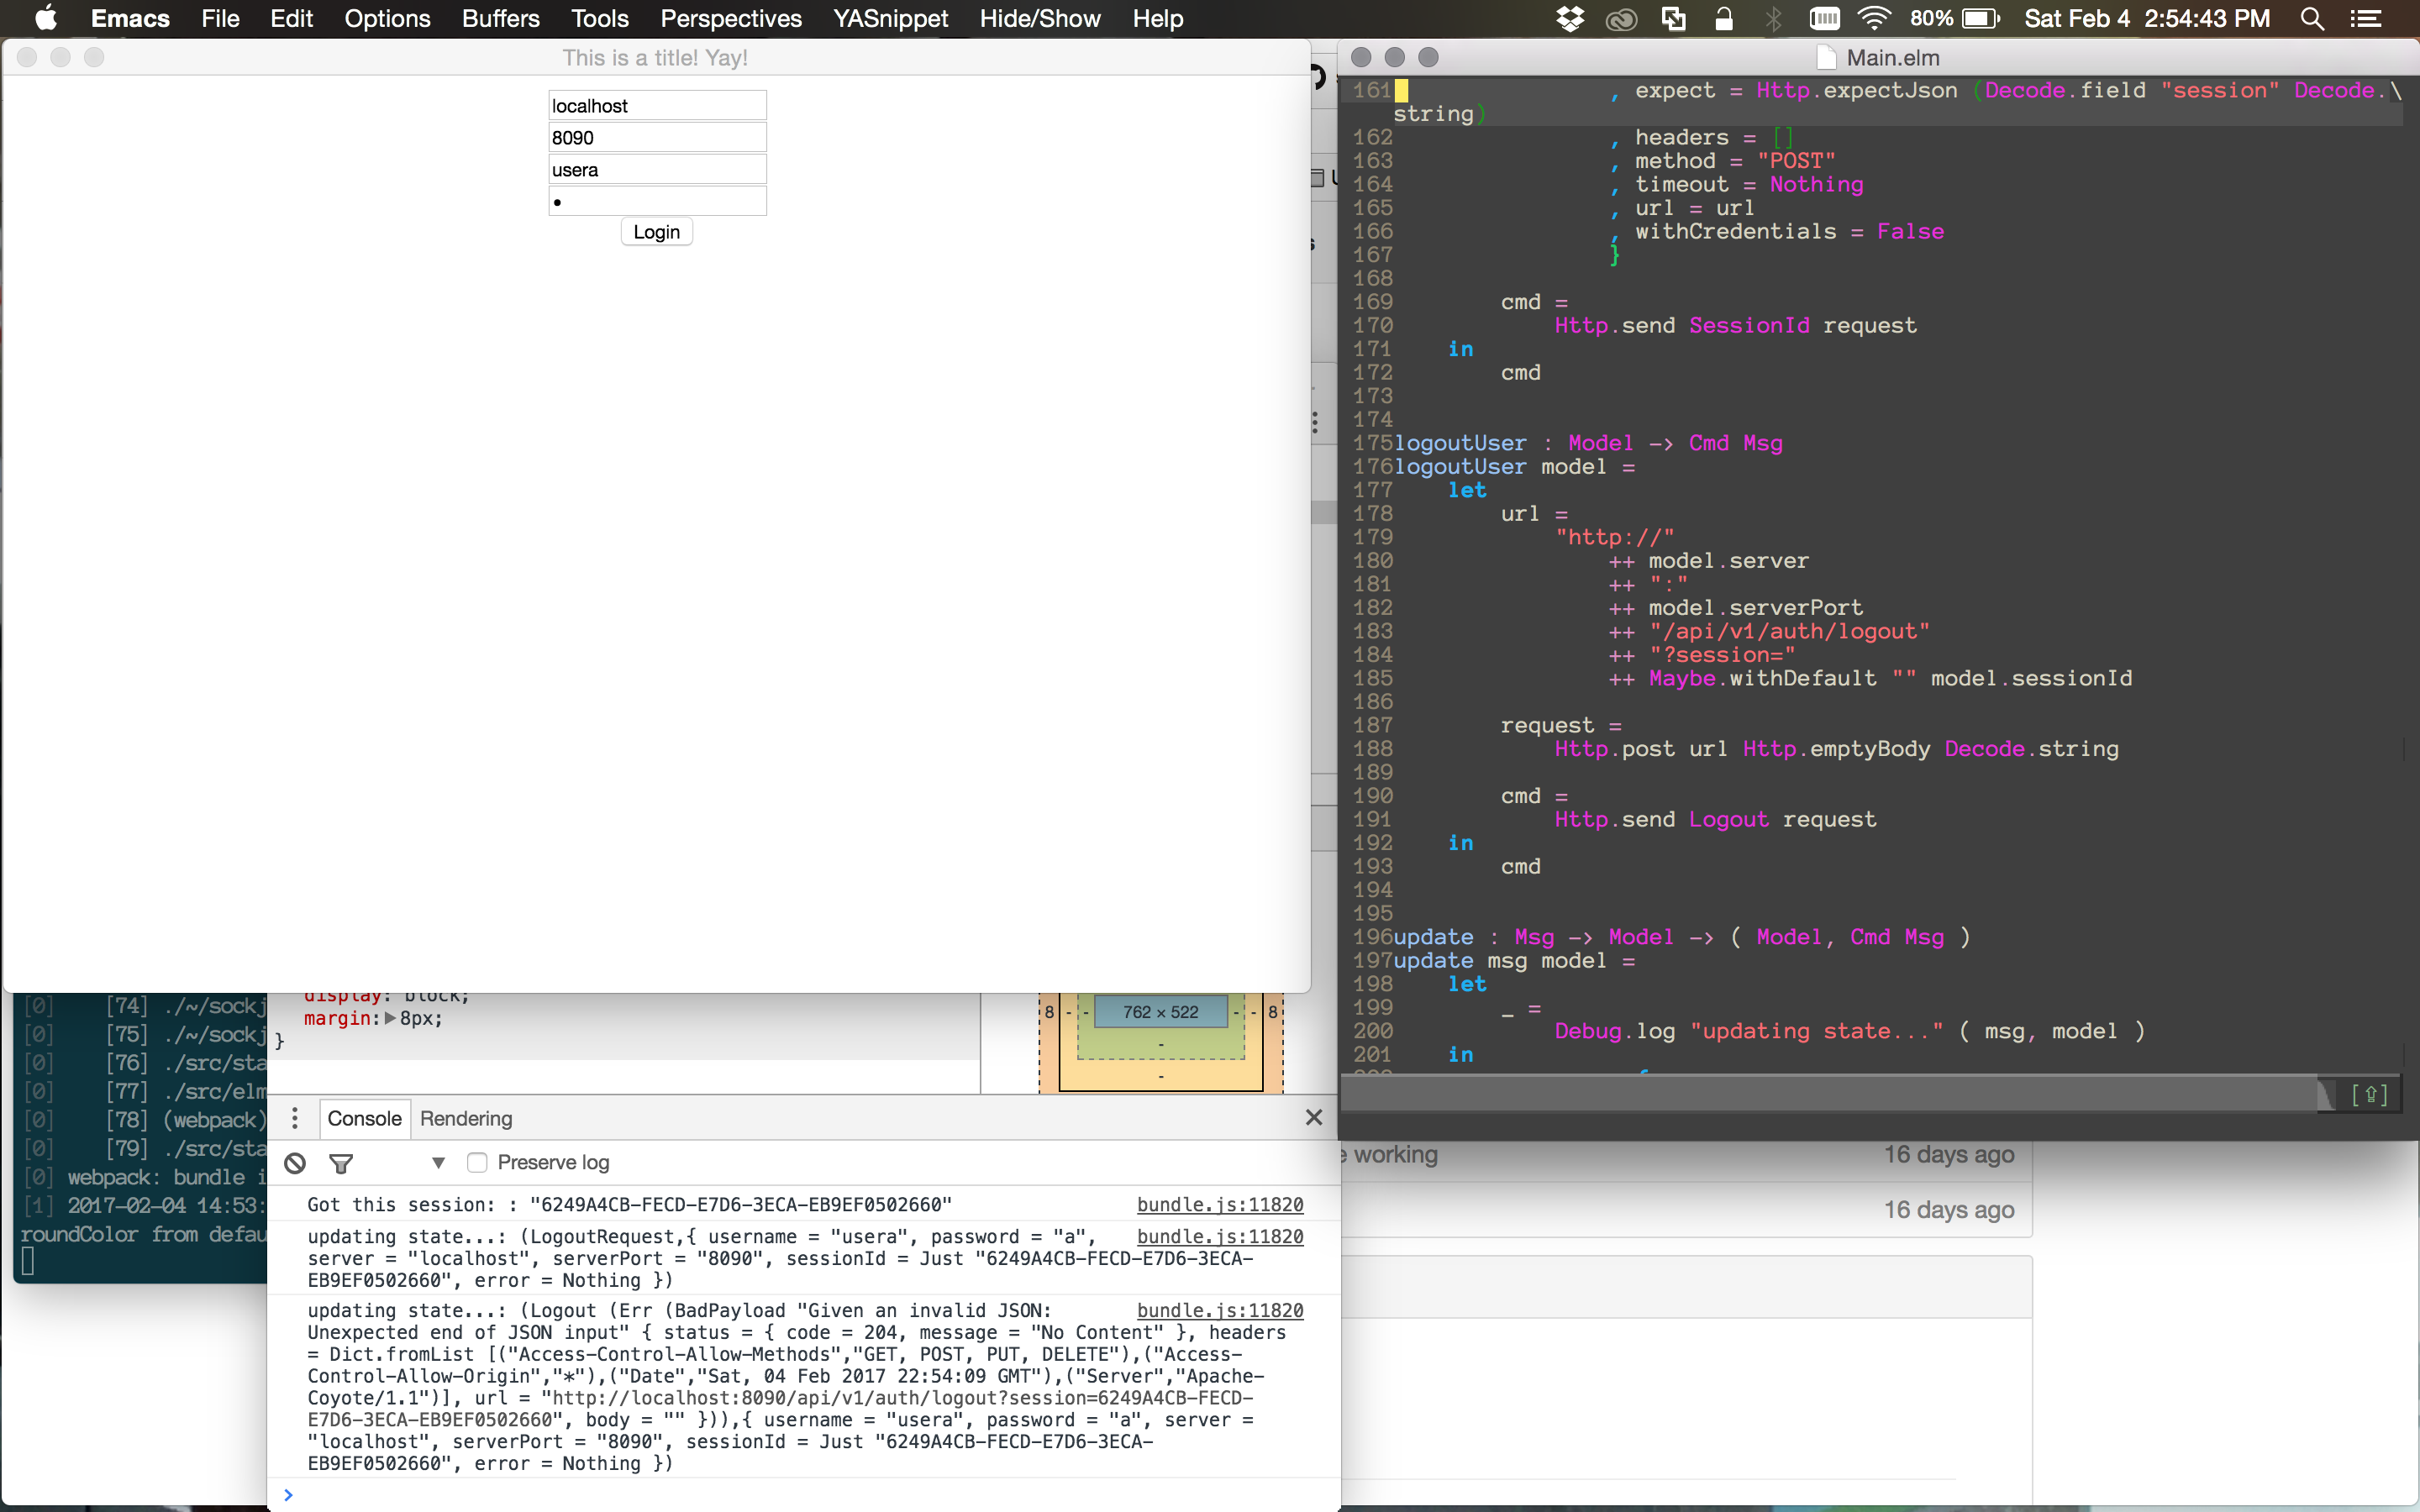 Emacs File Edit Options Buffers Tools Perspectives YASnippet Hide/Show Help
80% Sat Feb 4 2:54:43 PM
This is a title! Yay!
localhost
8090
usera
•
Login
Main.elm
161 , expect = Http.expectJson (Decode.field "session" Decode.\
string)
162 , headers = []
163 , method = "POST"
164 , timeout = Nothing
165 , url = url
166 , withCredentials = False
167 }
168
169 cmd =
170 Http.send SessionId request
171 in
172 cmd
173
174
175logoutUser : Model -> Cmd Msg
176logoutUser model =
177 let
178 url =
179 "http://"
180 ++ model.server
181 ++ ":"
182 ++ model.serverPort
183 ++ "/api/v1/auth/logout"
184 ++ "?session="
185 ++ Maybe.withDefault "" model.sessionId
186
187 request =
188 Http.post url Http.emptyBody Decode.string
189
190 cmd =
191 Http.send Logout request
192 in
193 cmd
194
195
196update : Msg -> Model -> ( Model, Cmd Msg )
197update msg model =
198 let
199 _ =
200 Debug.log "updating state..." ( msg, model )
201 in
[⇧]
[0] [74] ./~/sockj
[0] [75] ./~/sockj
[0] [76] ./src/sta
[0] [77] ./src/elm
[0] [78] (webpack)
[0] [79] ./src/sta
[0] webpack: bundle i
[1] 2017-02-04 14:53:
roundColor from defau
display: block;
margin:▶8px;
}
8 - - 762 × 522 - - 8
-
-
Console Rendering
Preserve log
Got this session: : "6249A4CB-FECD-E7D6-3ECA-EB9EF0502660" bundle.js:11820
updating state...: (LogoutRequest,{ username = "usera", password = "a", bundle.js:11820
server = "localhost", serverPort = "8090", sessionId = Just "6249A4CB-FECD-E7D6-3ECA-
EB9EF0502660", error = Nothing })
updating state...: (Logout (Err (BadPayload "Given an invalid JSON: bundle.js:11820
Unexpected end of JSON input" { status = { code = 204, message = "No Content" }, headers
= Dict.fromList [("Access-Control-Allow-Methods","GET, POST, PUT, DELETE"),("Access-
Control-Allow-Origin","*"),("Date","Sat, 04 Feb 2017 22:54:09 GMT"),("Server","Apache-
Coyote/1.1")], url = "http://localhost:8090/api/v1/auth/logout?session=6249A4CB-FECD-
E7D6-3ECA-EB9EF0502660", body = "" })),{ username = "usera", password = "a", server =
"localhost", serverPort = "8090", sessionId = Just "6249A4CB-FECD-E7D6-3ECA-
EB9EF0502660", error = Nothing })
>
working 16 days ago
16 days ago